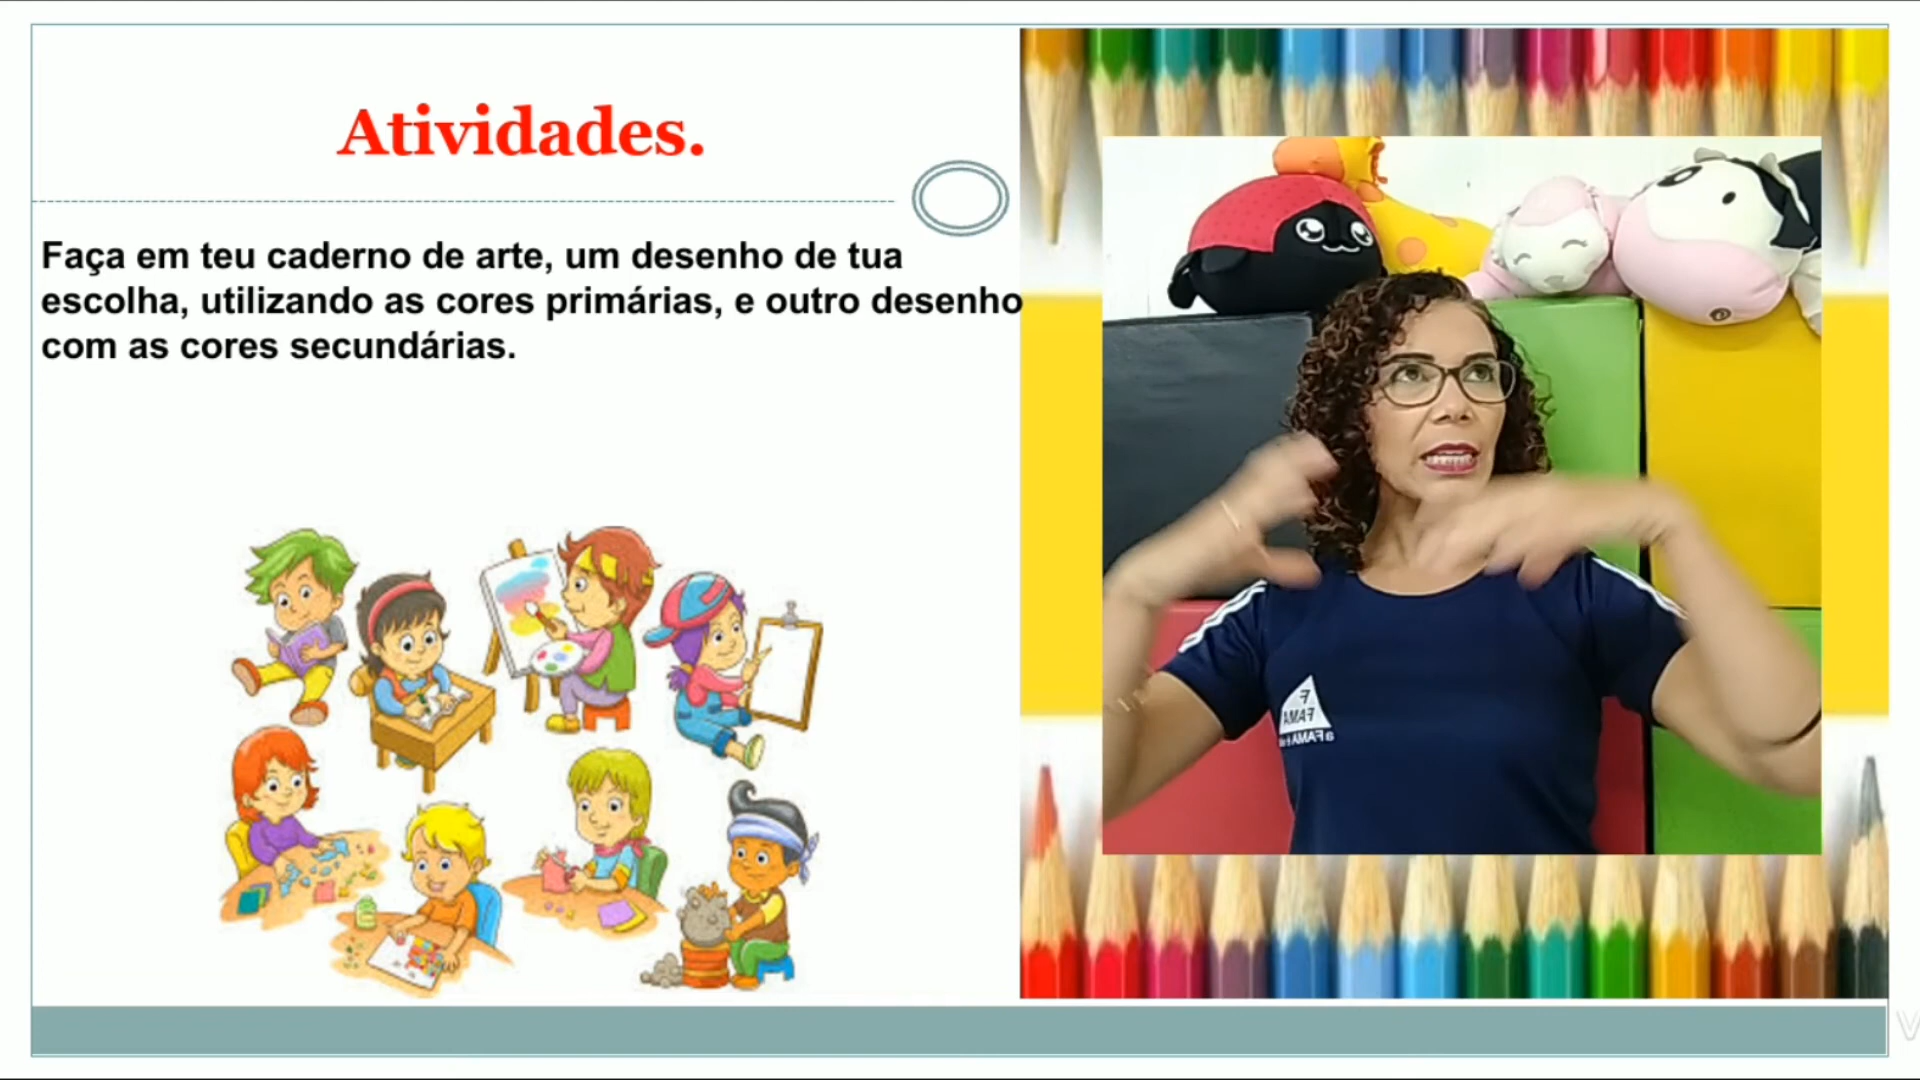 Atividades.
Faça em teu caderno de arte, um desenho de tua
escolha, utilizando as cores primárias, e outro desenho
com as cores secundárias.
F
FAMA